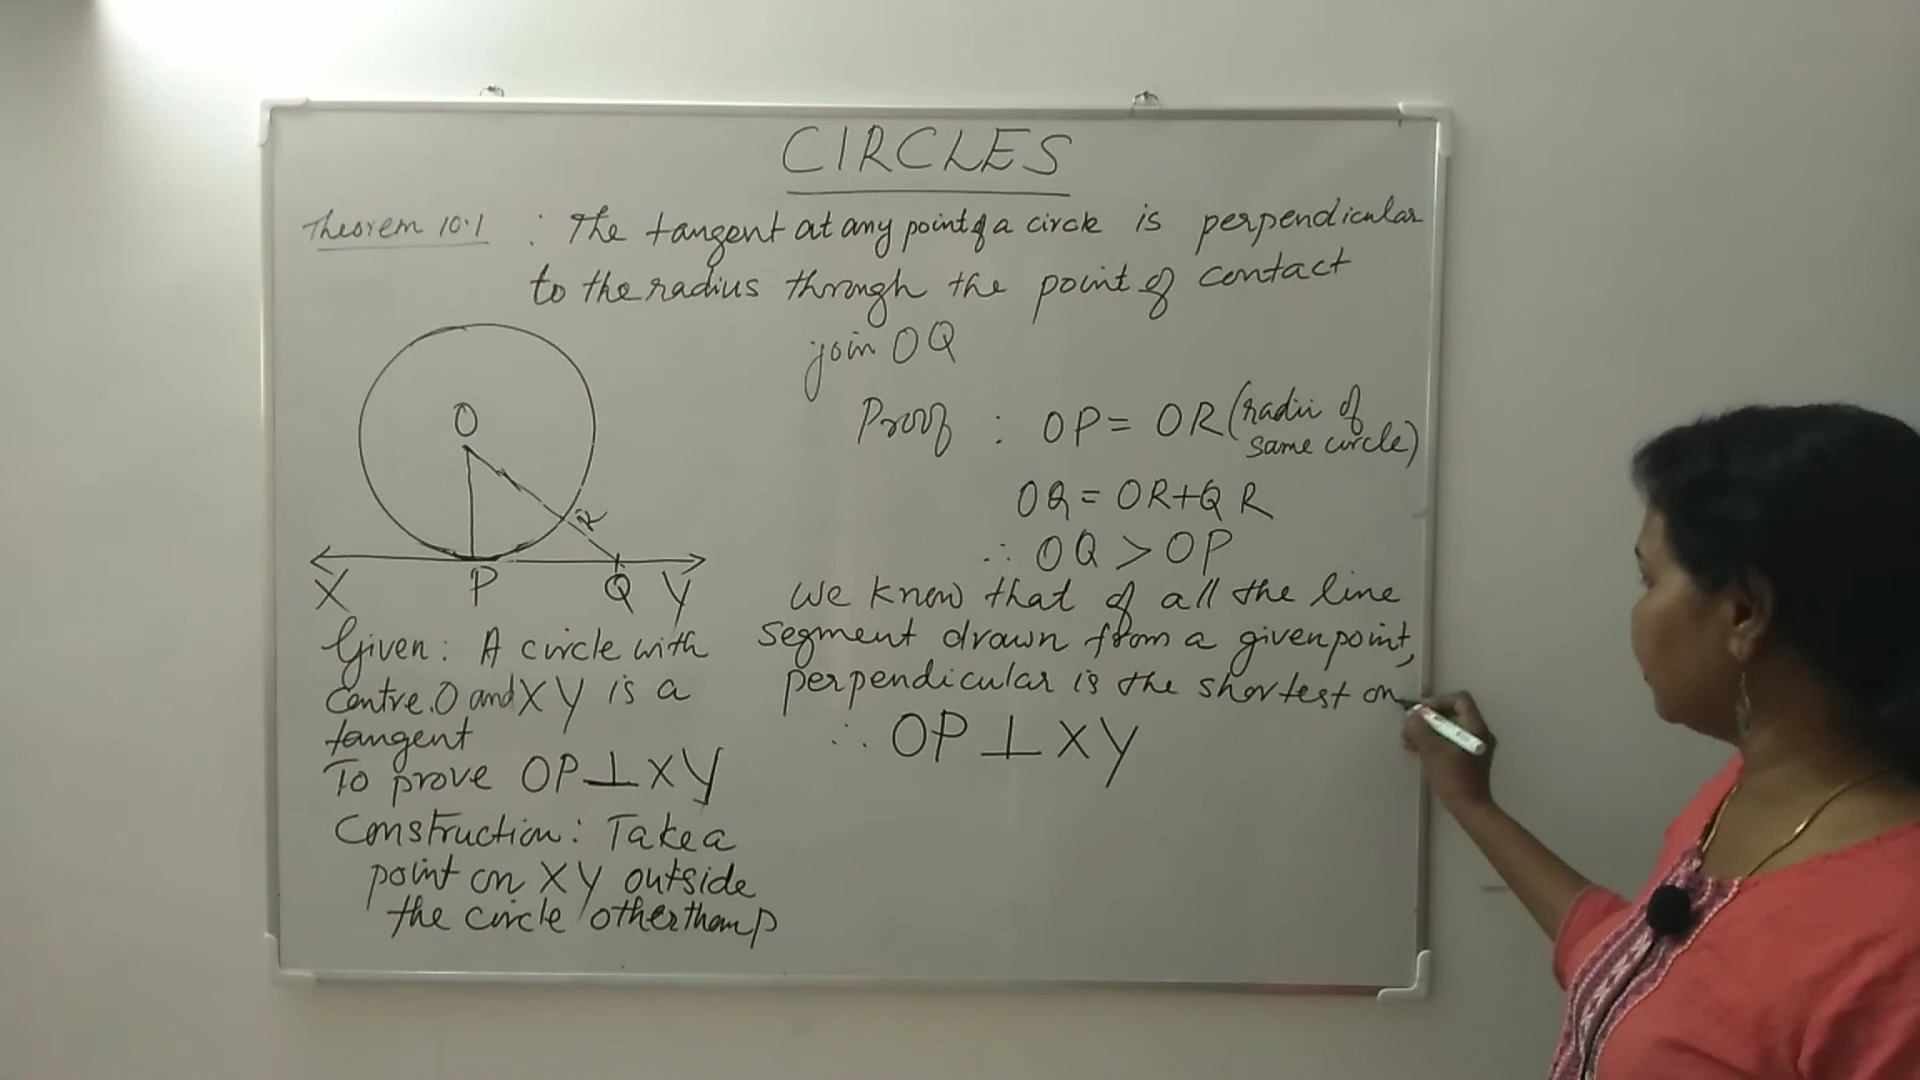 CIRCLES
Theorem 10.1 : The tangent at any point of a circle is perpendicular
to the radius through the point of contact
join OQ
Proof : OP = OR (radii of
same circle)
OQ = OR+QR
∴ OQ > OP
We know that of all the line
segment drawn from a given point,
perpendicular is the shortest on
∴ OP ⊥ XY
O
R
X P Q Y
Given : A circle with
centre O and XY is a
tangent
To prove OP ⊥ XY
Construction : Take a
point on XY outside
the circle other than P